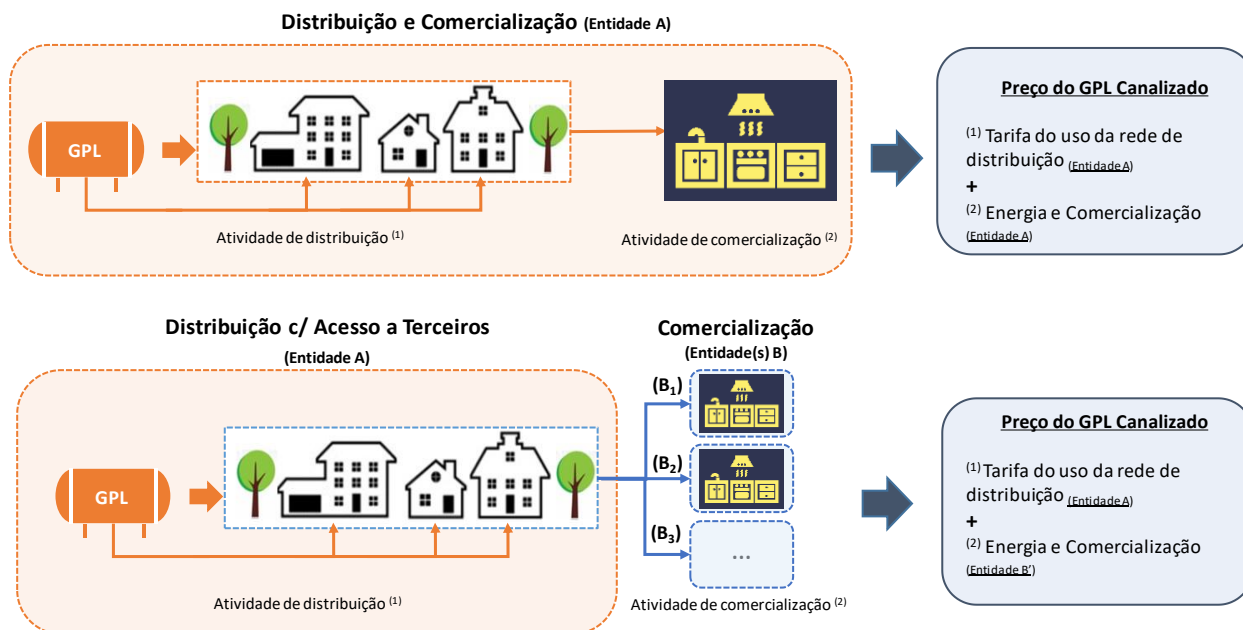 Distribuição e Comercialização (Entidade A)
GPL
Atividade de distribuição (1)
Atividade de comercialização (2)
Preço do GPL Canalizado
(1) Tarifa do uso da rede de
distribuição (Entidade A)
+
(2) Energia e Comercialização
(Entidade A)
Distribuição c/ Acesso a Terceiros
(Entidade A)
Comercialização
(Entidade(s) B)
GPL
(B1)
(B2)
(B3)
...
Atividade de distribuição (1)
Atividade de comercialização (2)
Preço do GPL Canalizado
(1) Tarifa do uso da rede de
distribuição (Entidade A)
+
(2) Energia e Comercialização
(Entidade B')